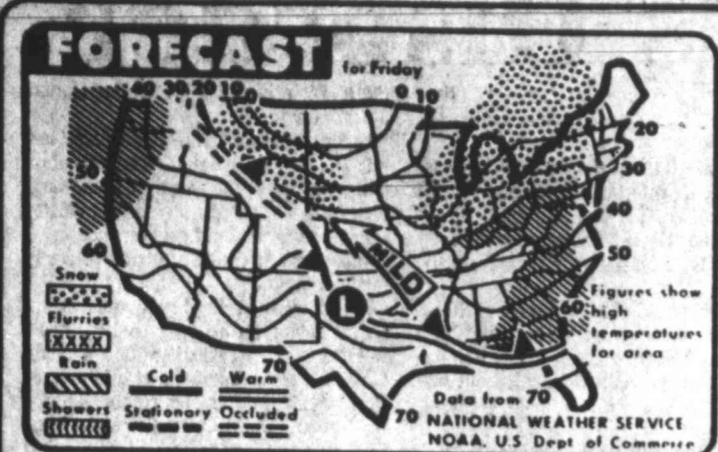 FORECAST
for Friday
40 30 20 10 0 0 10
20
30
40
50
60
50
60
Snow
Flurries
Rain
Showers
Cold
Warm
Stationary
Occluded
MILD
L
Figures show
high
temperatures
for area
70
70
70
Data from
NATIONAL WEATHER SERVICE
NOAA, U.S Dept of Commerce